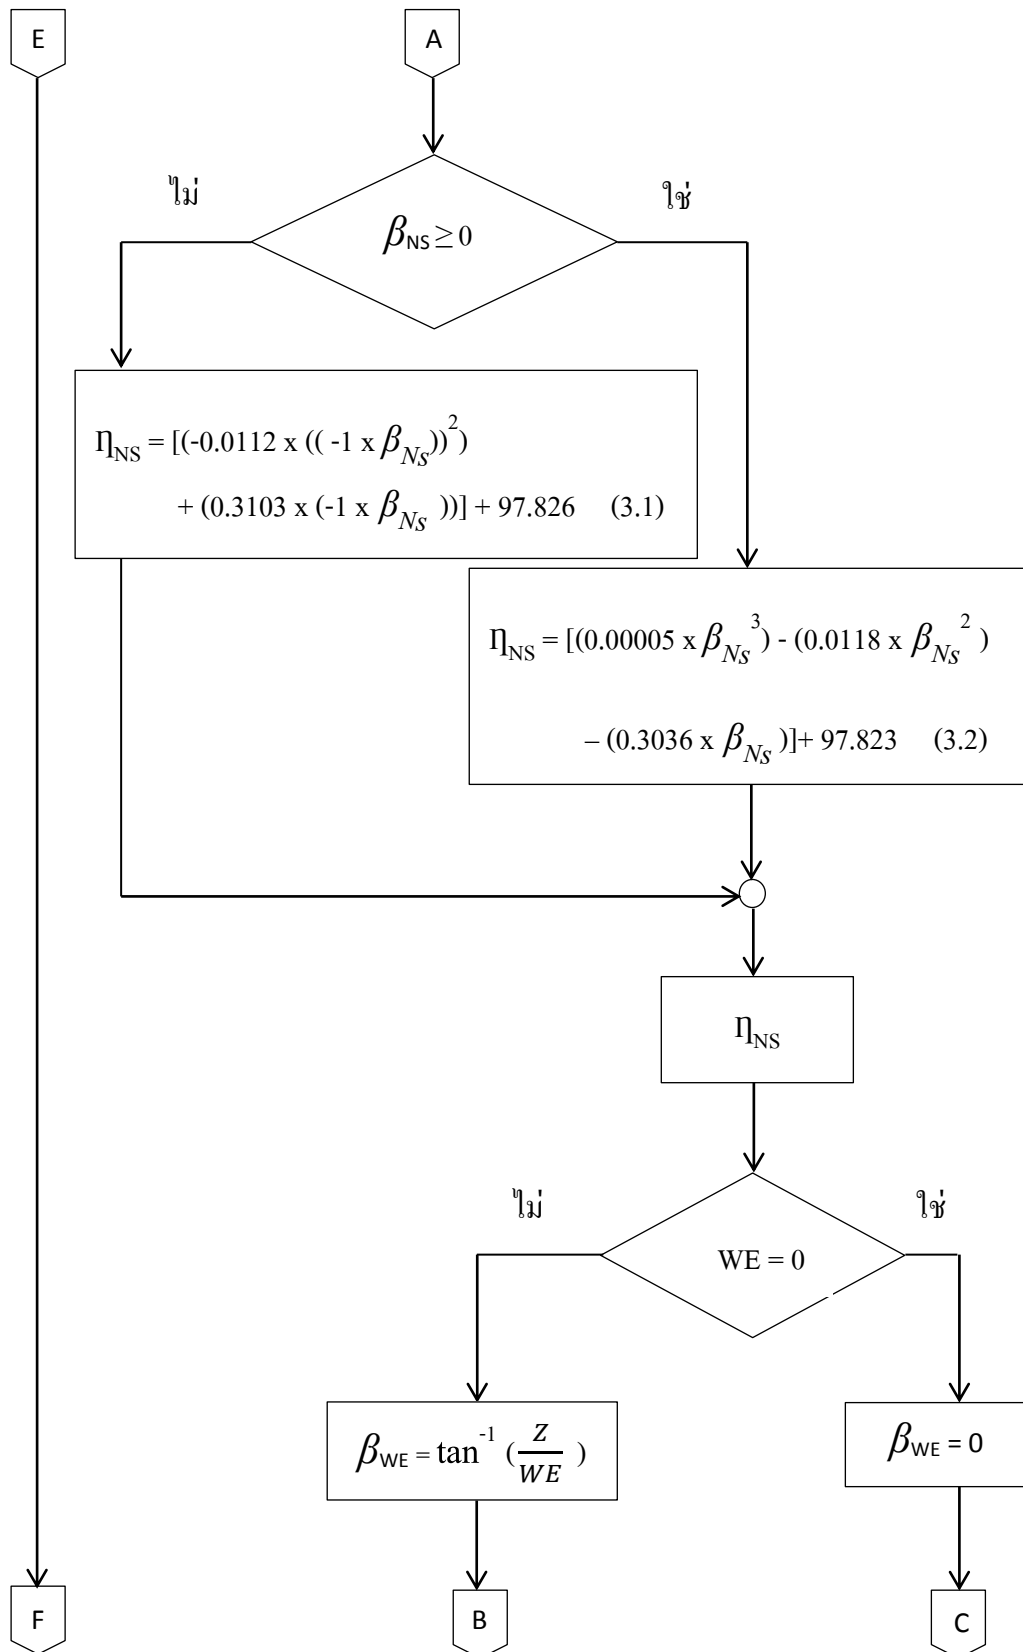 E
A
ไม่
ใช่
βNS ≥ 0
ηNS = [(-0.0112 x (( -1 x βNs))²)
+ (0.3103 x (-1 x βNs ))] + 97.826 (3.1)
ηNS = [(0.00005 x βNs³) - (0.0118 x βNs² )
– (0.3036 x βNs )]+ 97.823 (3.2)
ηNS
ไม่
ใช่
WE = 0
βWE = tan⁻¹ (Z/WE )
βWE = 0
F
B
C